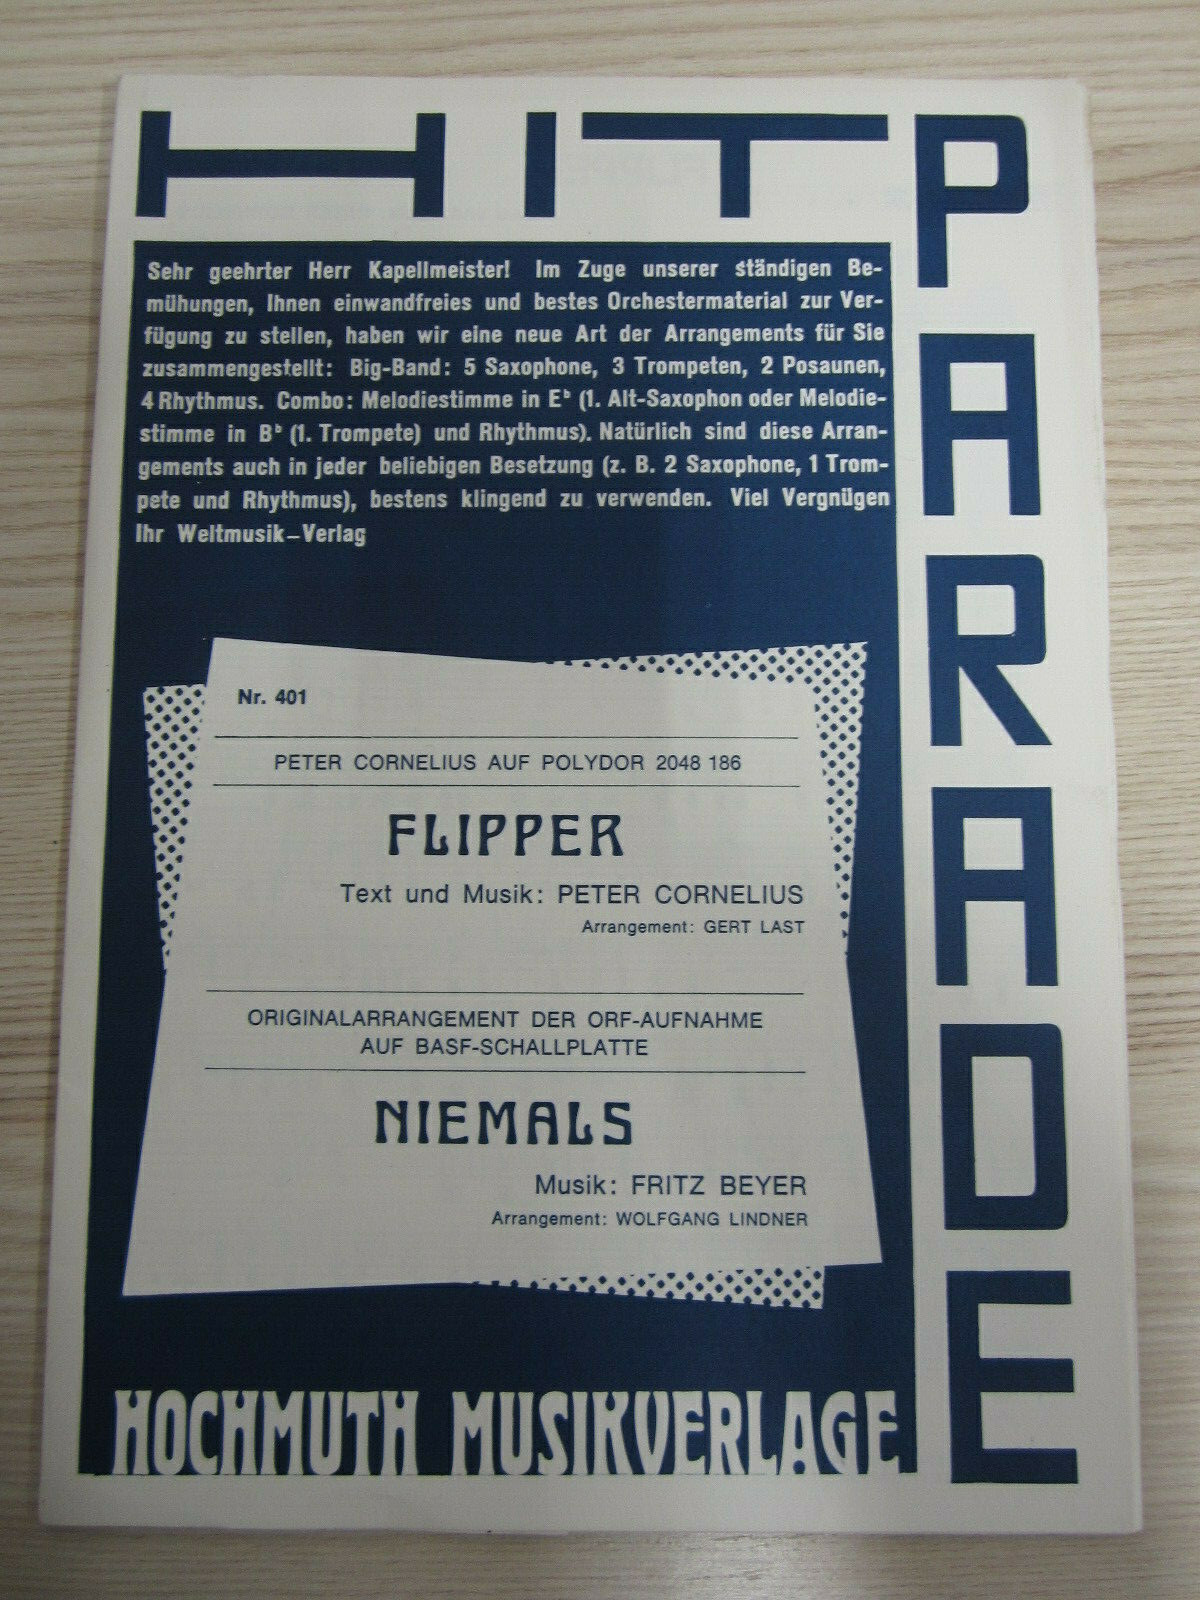 HIT
PARADE
Sehr geehrter Herr Kapellmeister! Im Zuge unserer ständigen Be-
mühungen, Ihnen einwandfreies und bestes Orchestermaterial zur Ver-
fügung zu stellen, haben wir eine neue Art der Arrangements für Sie
zusammengestellt: Big-Band: 5 Saxophone, 3 Trompeten, 2 Posaunen,
4 Rhythmus. Combo: Melodiestimme in E♭ (1. Alt-Saxophon oder Melodie-
stimme in B♭ (1. Trompete) und Rhythmus). Natürlich sind diese Arran-
gements auch in jeder beliebigen Besetzung (z. B. 2 Saxophone, 1 Trom-
pete und Rhythmus), bestens klingend zu verwenden. Viel Vergnügen
Ihr Weltmusik–Verlag
Nr. 401
PETER CORNELIUS AUF POLYDOR 2048 186
FLIPPER
Text und Musik: PETER CORNELIUS
Arrangement: GERT LAST
ORIGINALARRANGEMENT DER ORF-AUFNAHME
AUF BASF-SCHALLPLATTE
NIEMALS
Musik: FRITZ BEYER
Arrangement: WOLFGANG LINDNER
HOCHMUTH MUSIKVERLAGE